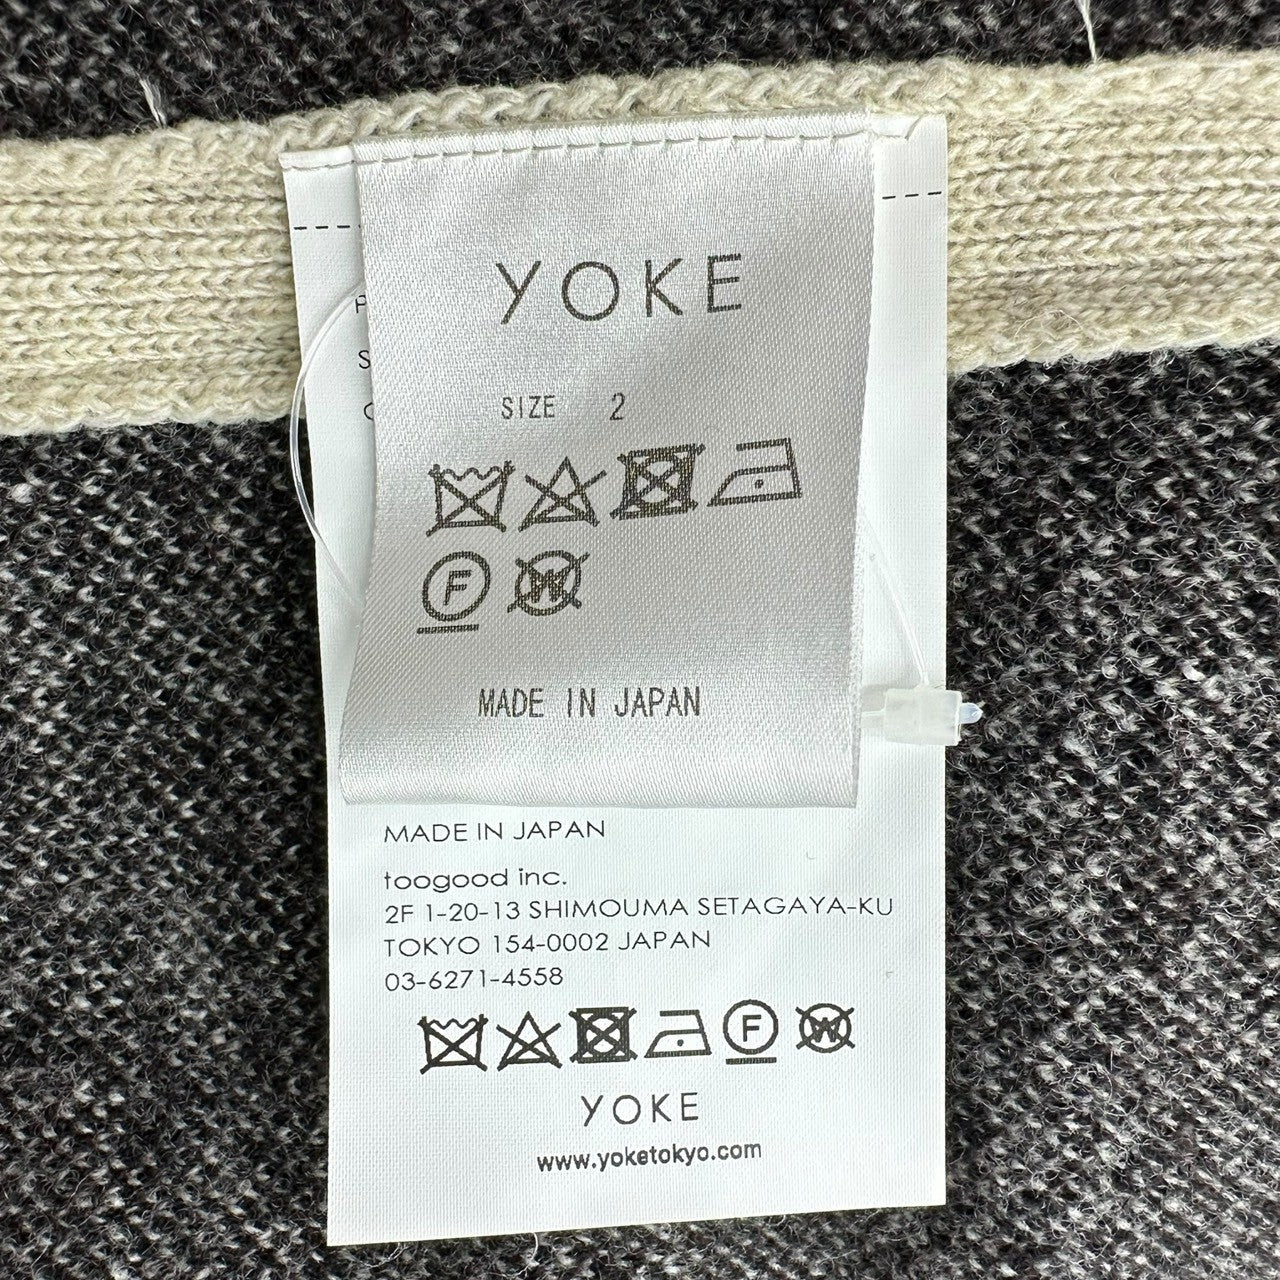 YOKE
SIZE 2
F W
MADE IN JAPAN
MADE IN JAPAN
toogood inc.
2F 1-20-13 SHIMOUMA SETAGAYA-KU
TOKYO 154-0002 JAPAN
03-6271-4558
F W
YOKE
www.yoketokyo.com